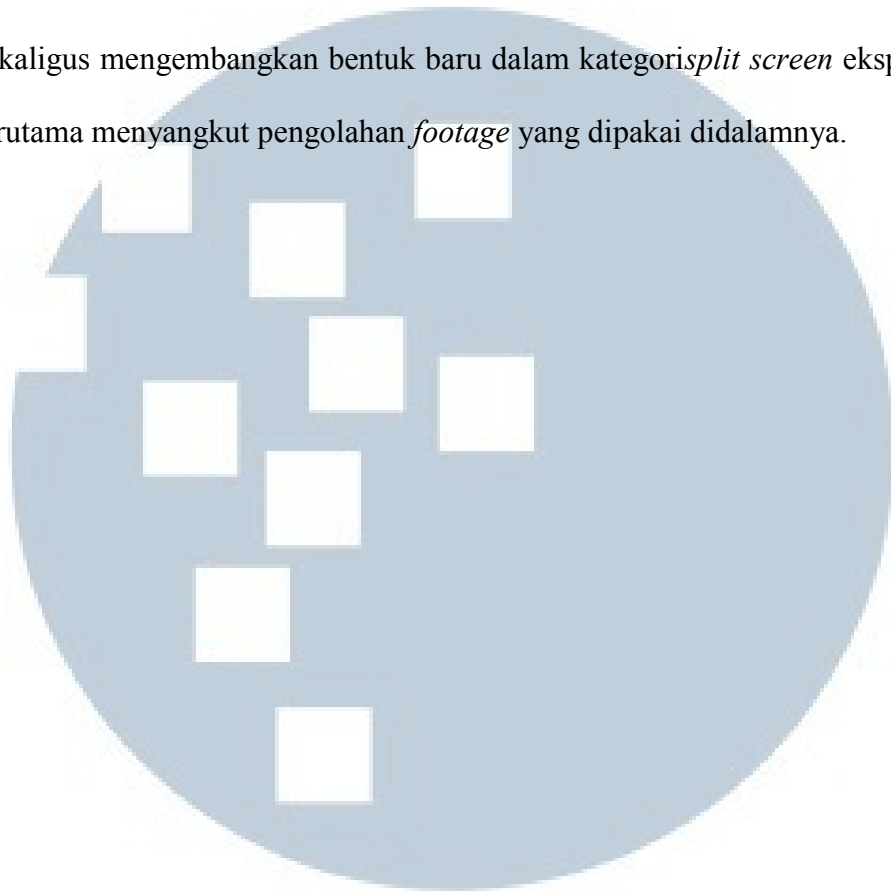 kaligus mengembangkan bentuk baru dalam kategorisplit screen eksp
rutama menyangkut pengolahan footage yang dipakai didalamnya.